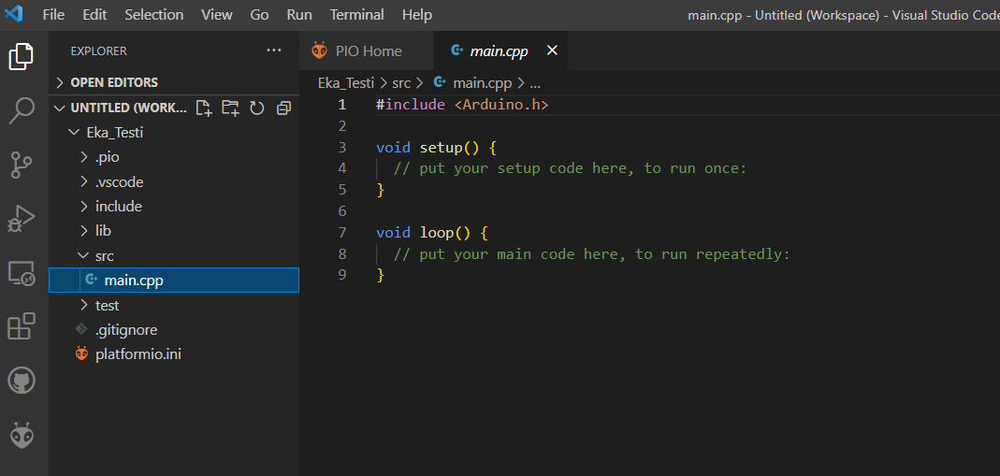 File Edit Selection View Go Run Terminal Help main.cpp - Untitled (Workspace) - Visual Studio Code
EXPLORER ...
OPEN EDITORS
UNTITLED (WORK...
Eka_Testi
.pio
.vscode
include
lib
src
main.cpp
test
.gitignore
platformio.ini
PIO Home main.cpp
Eka_Testi > src > main.cpp > ...
1 #include <Arduino.h>
2
3 void setup() {
4 // put your setup code here, to run once:
5 }
6
7 void loop() {
8 // put your main code here, to run repeatedly:
9 }